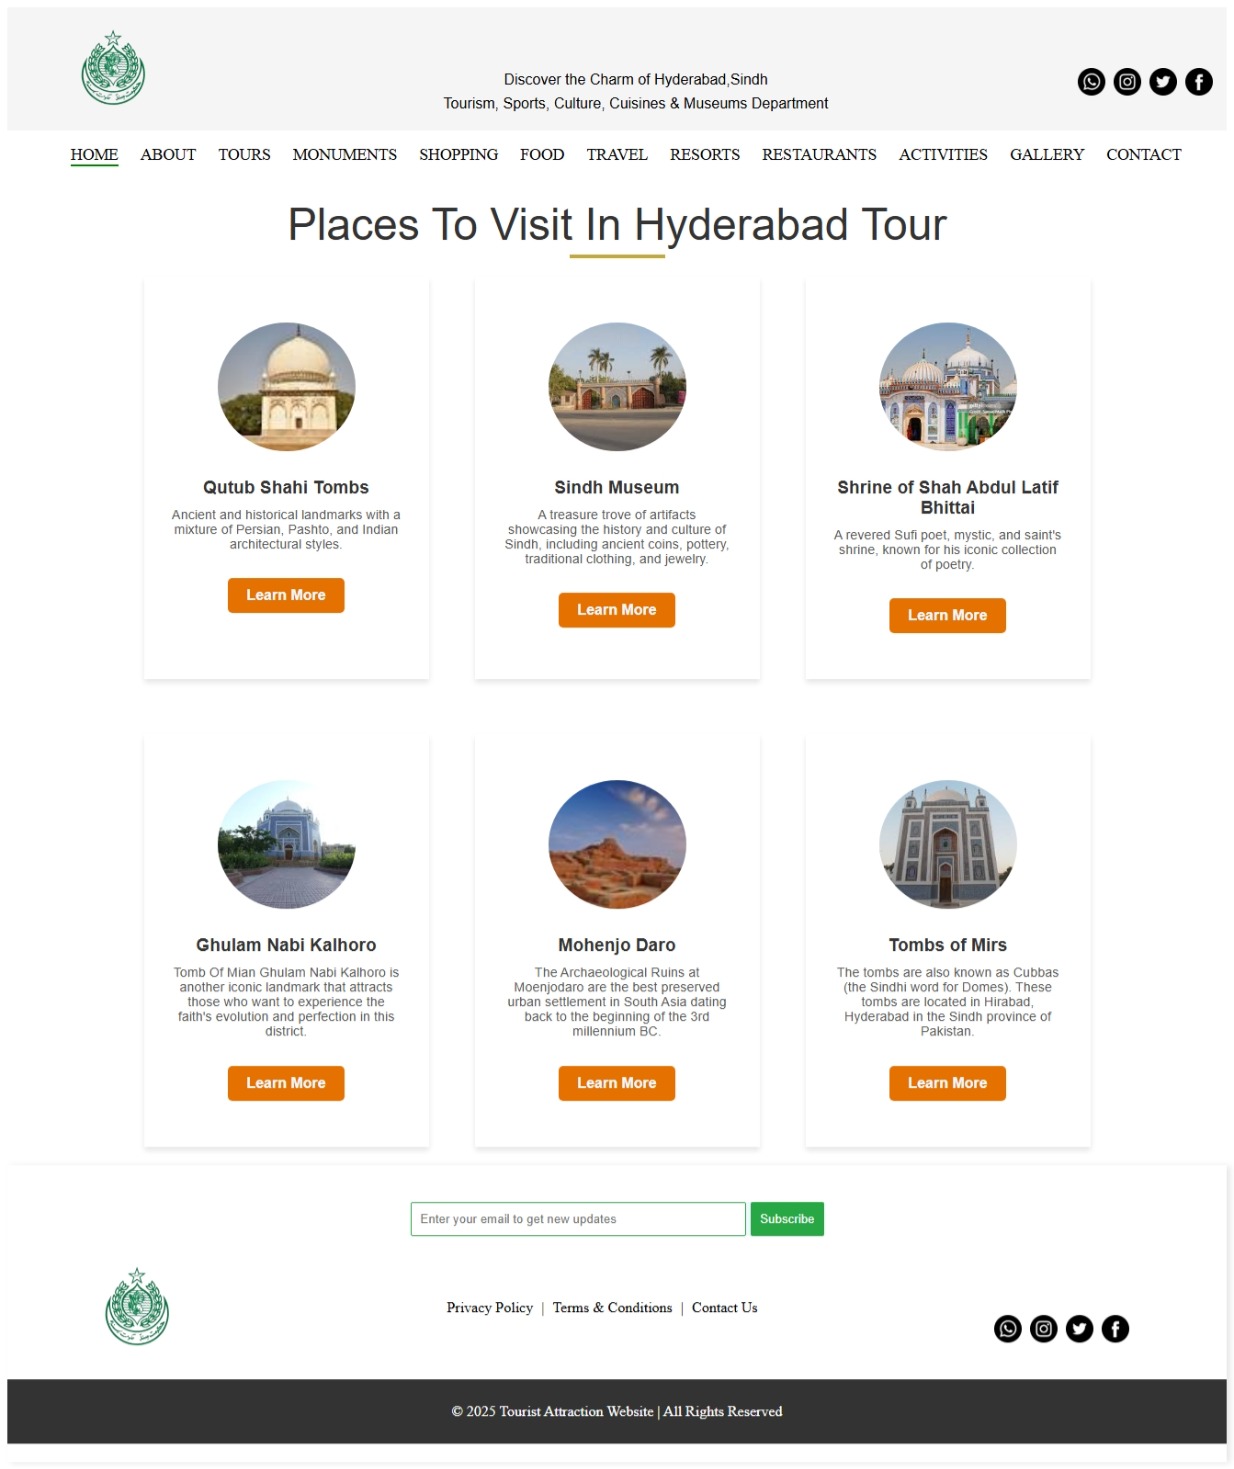 Discover the Charm of Hyderabad,Sindh
Tourism, Sports, Culture, Cuisines & Museums Department
HOME ABOUT TOURS MONUMENTS SHOPPING FOOD TRAVEL RESORTS RESTAURANTS ACTIVITIES GALLERY CONTACT
Places To Visit In Hyderabad Tour
Qutub Shahi Tombs
Ancient and historical landmarks with a
mixture of Persian, Pashto, and Indian
architectural styles.
Learn More
Sindh Museum
A treasure trove of artifacts
showcasing the history and culture of
Sindh, including ancient coins, pottery,
traditional clothing, and jewelry.
Learn More
Shrine of Shah Abdul Latif
Bhittai
A revered Sufi poet, mystic, and saint's
shrine, known for his iconic collection
of poetry.
Learn More
Ghulam Nabi Kalhoro
Tomb Of Mian Ghulam Nabi Kalhoro is
another iconic landmark that attracts
those who want to experience the
faith's evolution and perfection in this
district.
Learn More
Mohenjo Daro
The Archaeological Ruins at
Moenjodaro are the best preserved
urban settlement in South Asia dating
back to the beginning of the 3rd
millennium BC.
Learn More
Tombs of Mirs
The tombs are also known as Cubbas
(the Sindhi word for Domes). These
tombs are located in Hirabad,
Hyderabad in the Sindh province of
Pakistan.
Learn More
Enter your email to get new updates
Subscribe
Privacy Policy | Terms & Conditions | Contact Us
© 2025 Tourist Attraction Website | All Rights Reserved